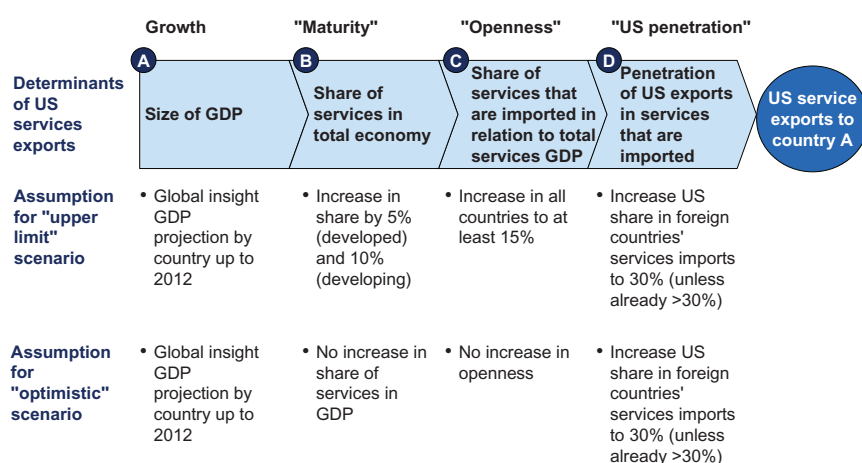 Growth
"Maturity"
"Openness"
"US penetration"
Determinants
of US
services
exports
A
Size of GDP
B
Share of
services in
total economy
C
Share of
services that
are imported in
relation to total
services GDP
D
Penetration
of US exports
in services
that are
imported
US service
exports to
country A
Assumption
for "upper
limit"
scenario
• Global insight
GDP
projection by
country up to
2012
• Increase in
share by 5%
(developed)
and 10%
(developing)
• Increase in all
countries to at
least 15%
• Increase US
share in foreign
countries'
services imports
to 30% (unless
already >30%)
Assumption
for
"optimistic"
scenario
• Global insight
GDP
projection by
country up to
2012
• No increase in
share of
services in
GDP
• No increase in
openness
• Increase US
share in foreign
countries'
services imports
to 30% (unless
already >30%)